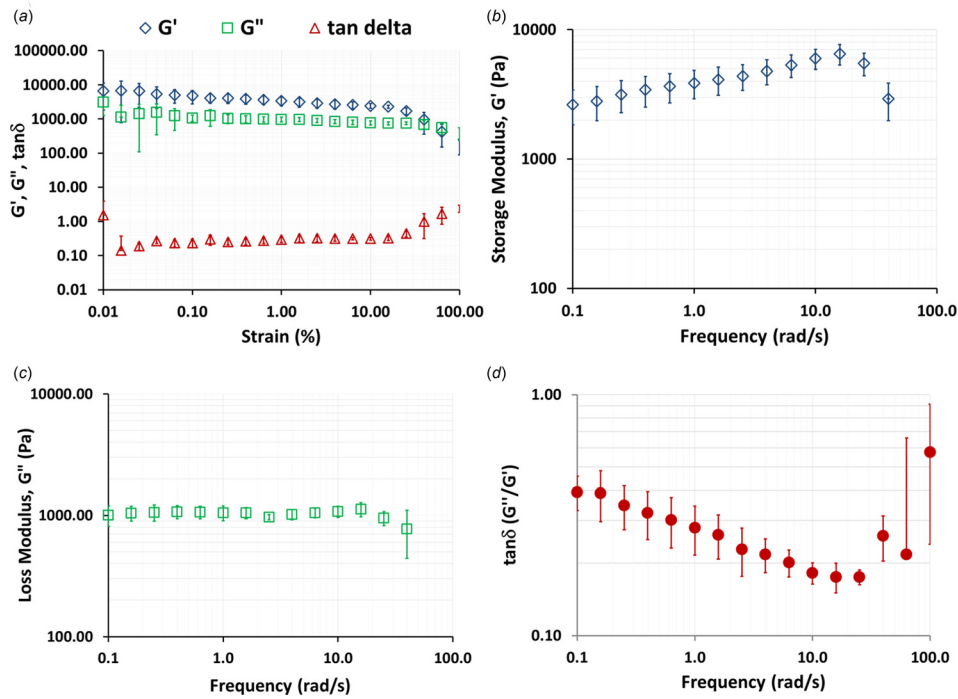 (a)
G' G" tan delta
100000.00
10000.00
1000.00
100.00
10.00
1.00
0.10
0.01
G', G", tanδ
0.01 0.10 1.00 10.00 100.00
Strain (%)
(b)
10000
1000
100
Storage Modulus, G' (Pa)
0.1 1.0 10.0 100.0
Frequency (rad/s)
(c)
10000.00
1000.00
100.00
Loss Modulus, G" (Pa)
0.1 1.0 10.0 100.0
Frequency (rad/s)
(d)
1.00
0.10
tanδ (G"/G')
0.1 1.0 10.0 100.0
Frequency (rad/s)